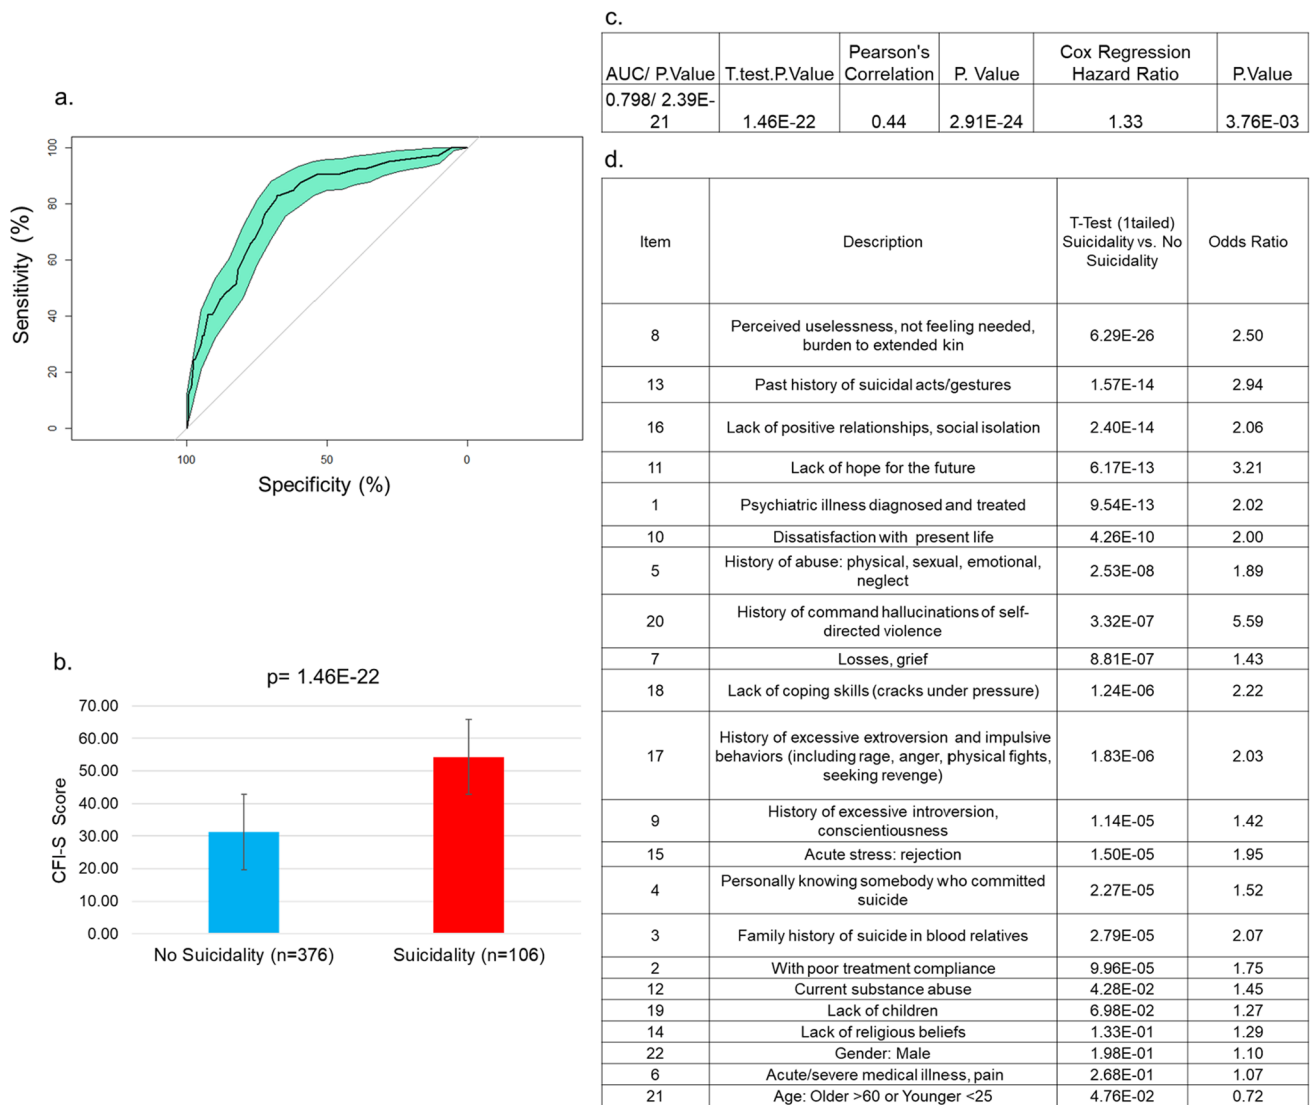 a.
100
80
60
40
20
0
Sensitivity (%)
100
50
0
Specificity (%)
b.
p= 1.46E-22
70.00
60.00
50.00
40.00
30.00
20.00
10.00
0.00
CFI-S Score
No Suicidality (n=376)
Suicidality (n=106)
c.
AUC/ P.Value
T.test.P.Value
Pearson's
Correlation
P. Value
Cox Regression
Hazard Ratio
P.Value
0.798/ 2.39E-
21
1.46E-22
0.44
2.91E-24
1.33
3.76E-03
d.
Item
Description
T-Test (1tailed)
Suicidality vs. No
Suicidality
Odds Ratio
8
Perceived uselessness, not feeling needed,
burden to extended kin
6.29E-26
2.50
13
Past history of suicidal acts/gestures
1.57E-14
2.94
16
Lack of positive relationships, social isolation
2.40E-14
2.06
11
Lack of hope for the future
6.17E-13
3.21
1
Psychiatric illness diagnosed and treated
9.54E-13
2.02
10
Dissatisfaction with present life
4.26E-10
2.00
5
History of abuse: physical, sexual, emotional,
neglect
2.53E-08
1.89
20
History of command hallucinations of self-
directed violence
3.32E-07
5.59
7
Losses, grief
8.81E-07
1.43
18
Lack of coping skills (cracks under pressure)
1.24E-06
2.22
17
History of excessive extroversion and impulsive
behaviors (including rage, anger, physical fights,
seeking revenge)
1.83E-06
2.03
9
History of excessive introversion,
conscientiousness
1.14E-05
1.42
15
Acute stress: rejection
1.50E-05
1.95
4
Personally knowing somebody who committed
suicide
2.27E-05
1.52
3
Family history of suicide in blood relatives
2.79E-05
2.07
2
With poor treatment compliance
9.96E-05
1.75
12
Current substance abuse
4.28E-02
1.45
19
Lack of children
6.98E-02
1.27
14
Lack of religious beliefs
1.33E-01
1.29
22
Gender: Male
1.98E-01
1.10
6
Acute/severe medical illness, pain
2.68E-01
1.07
21
Age: Older >60 or Younger <25
4.76E-02
0.72